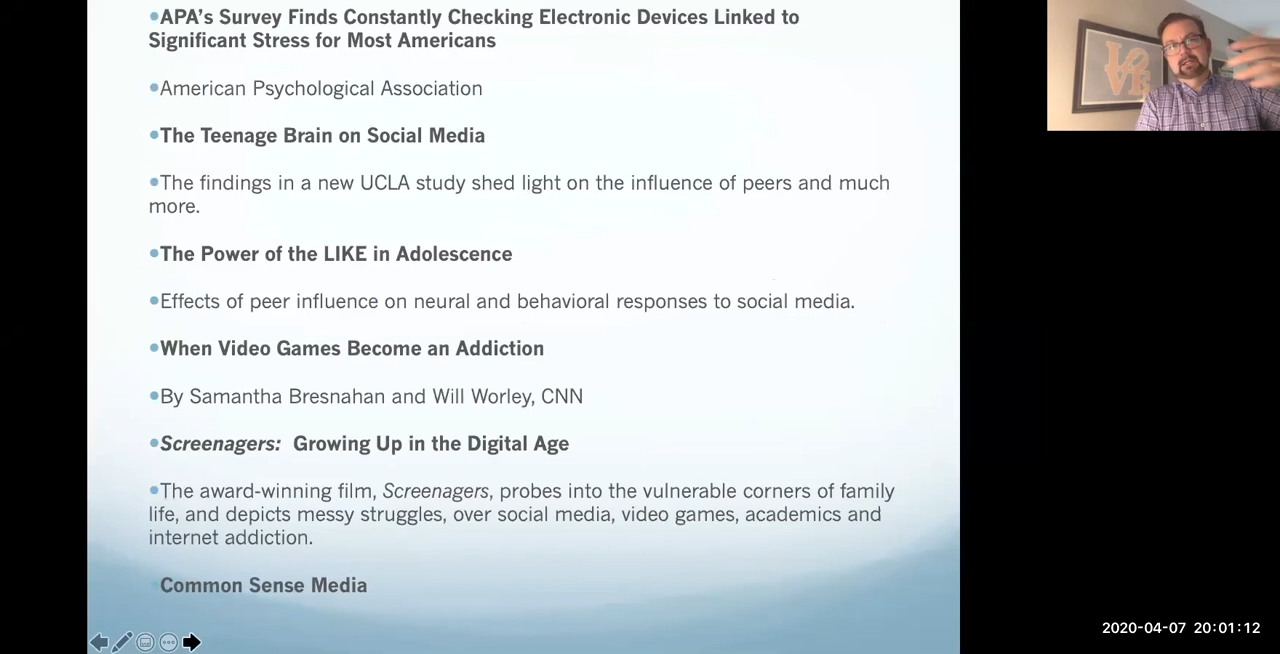 •APA’s Survey Finds Constantly Checking Electronic Devices Linked to
Significant Stress for Most Americans
•American Psychological Association
•The Teenage Brain on Social Media
•The findings in a new UCLA study shed light on the influence of peers and much
more.
•The Power of the LIKE in Adolescence
•Effects of peer influence on neural and behavioral responses to social media.
•When Video Games Become an Addiction
•By Samantha Bresnahan and Will Worley, CNN
•Screenagers:  Growing Up in the Digital Age
•The award-winning film, Screenagers, probes into the vulnerable corners of family
life, and depicts messy struggles, over social media, video games, academics and
internet addiction.
Common Sense Media
LOVE
2020-04-07 20:01:12